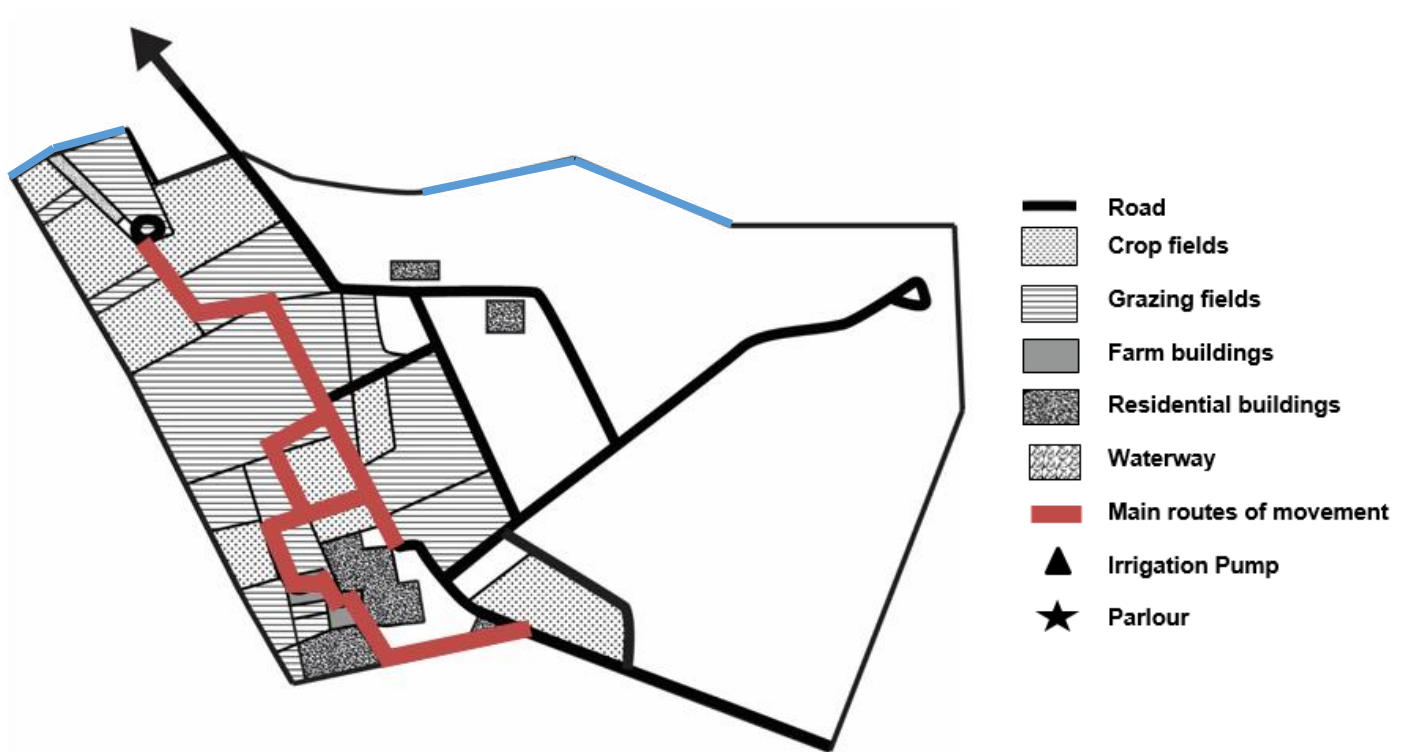 Road
Crop fields
Grazing fields
Farm buildings
Residential buildings
Waterway
Main routes of movement
Irrigation Pump
Parlour